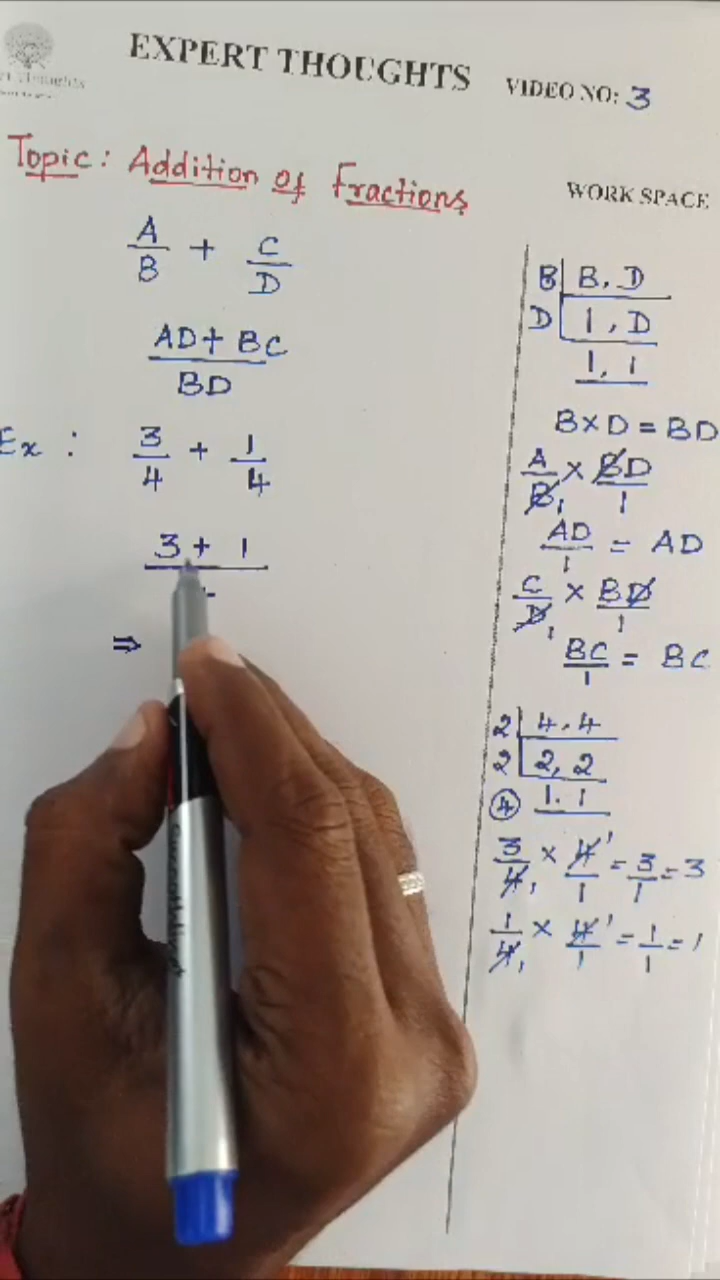 EXPERT THOUGHTS VIDEO NO: 3
Topic: Addition of Fractions
WORK SPACE
A/B + C/D
AD + BC / BD
Ex : 3/4 + 1/4
3 + 1
⇒
B | B, D
D | 1, D
1, 1
B × D = BD
A/B, × BD/1
AD/1 = AD
C/D, × BD/1
BC/1 = BC
2 | 4, 4
2 | 2, 2
4 1, 1
3/4 × 4/1 = 3/1 = 3
1/4 × 4/1 = 1/1 = 1